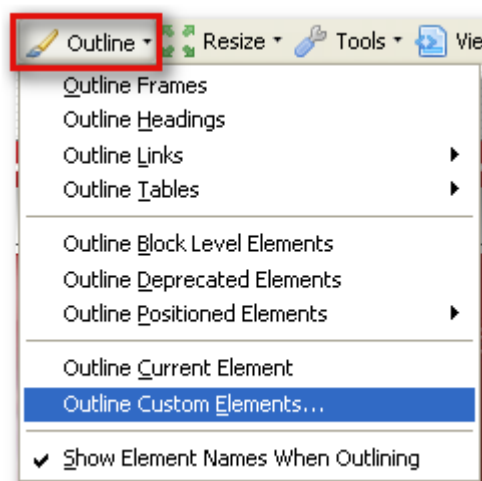 Outline Resize Tools Vie
Outline Frames
Outline Headings
Outline Links
Outline Tables
Outline Block Level Elements
Outline Deprecated Elements
Outline Positioned Elements
Outline Current Element
Outline Custom Elements...
Show Element Names When Outlining